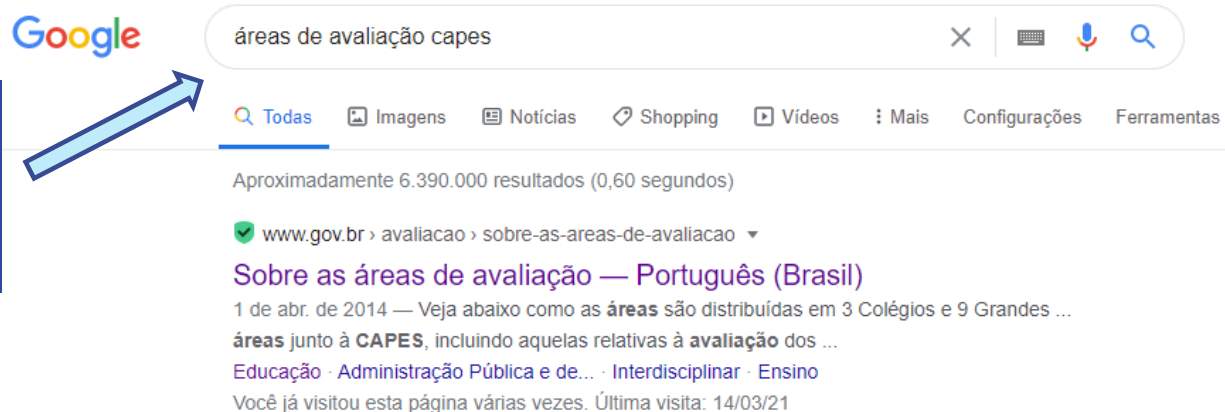 Google
áreas de avaliação capes
Todas Imagens Notícias Shopping Vídeos Mais Configurações Ferramentas
Aproximadamente 6.390.000 resultados (0,60 segundos)
www.gov.br › avaliacao › sobre-as-areas-de-avaliacao
Sobre as áreas de avaliação — Português (Brasil)
1 de abr. de 2014 — Veja abaixo como as áreas são distribuídas em 3 Colégios e 9 Grandes ...
áreas junto à CAPES, incluindo aquelas relativas à avaliação dos ...
Educação · Administração Pública e de... · Interdisciplinar · Ensino
Você já visitou esta página várias vezes. Última visita: 14/03/21